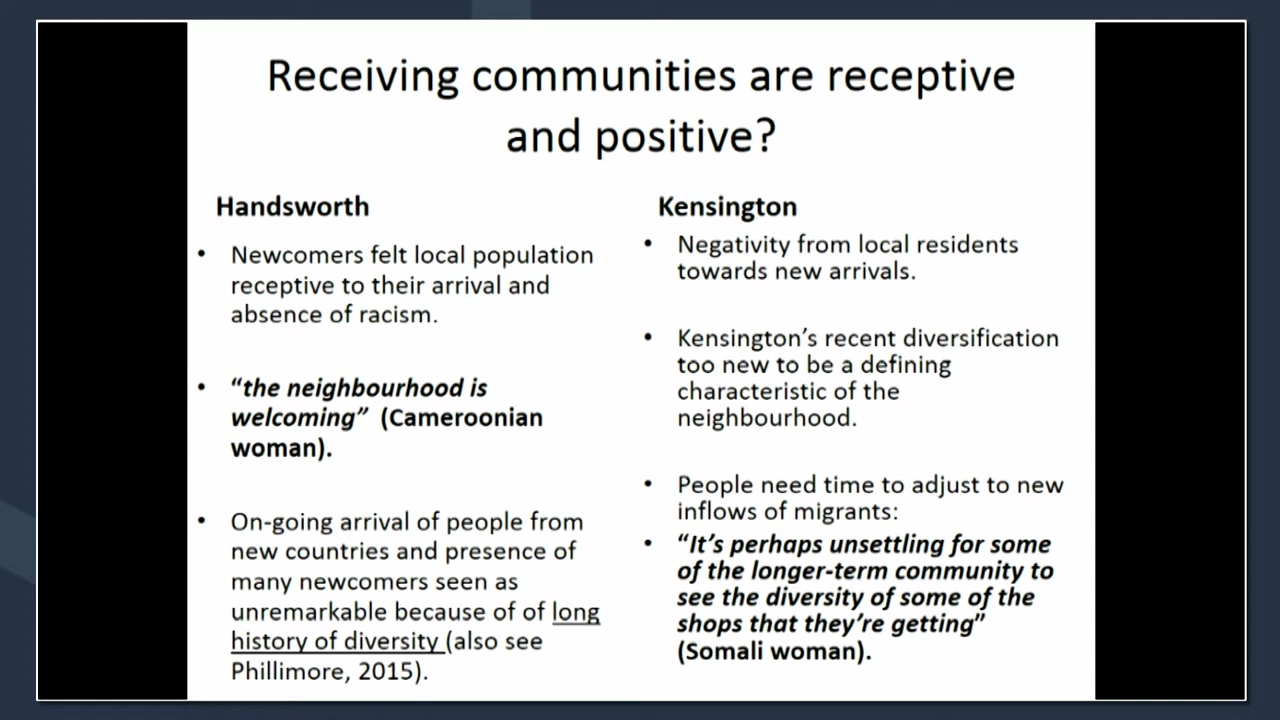 Receiving communities are receptive
and positive?
Handsworth
• Newcomers felt local population
receptive to their arrival and
absence of racism.
• “the neighbourhood is
welcoming” (Cameroonian
woman).
• On-going arrival of people from
new countries and presence of
many newcomers seen as
unremarkable because of of long
history of diversity (also see
Phillimore, 2015).
Kensington
• Negativity from local residents
towards new arrivals.
• Kensington’s recent diversification
too new to be a defining
characteristic of the
neighbourhood.
• People need time to adjust to new
inflows of migrants:
• “It’s perhaps unsettling for some
of the longer-term community to
see the diversity of some of the
shops that they’re getting”
(Somali woman).